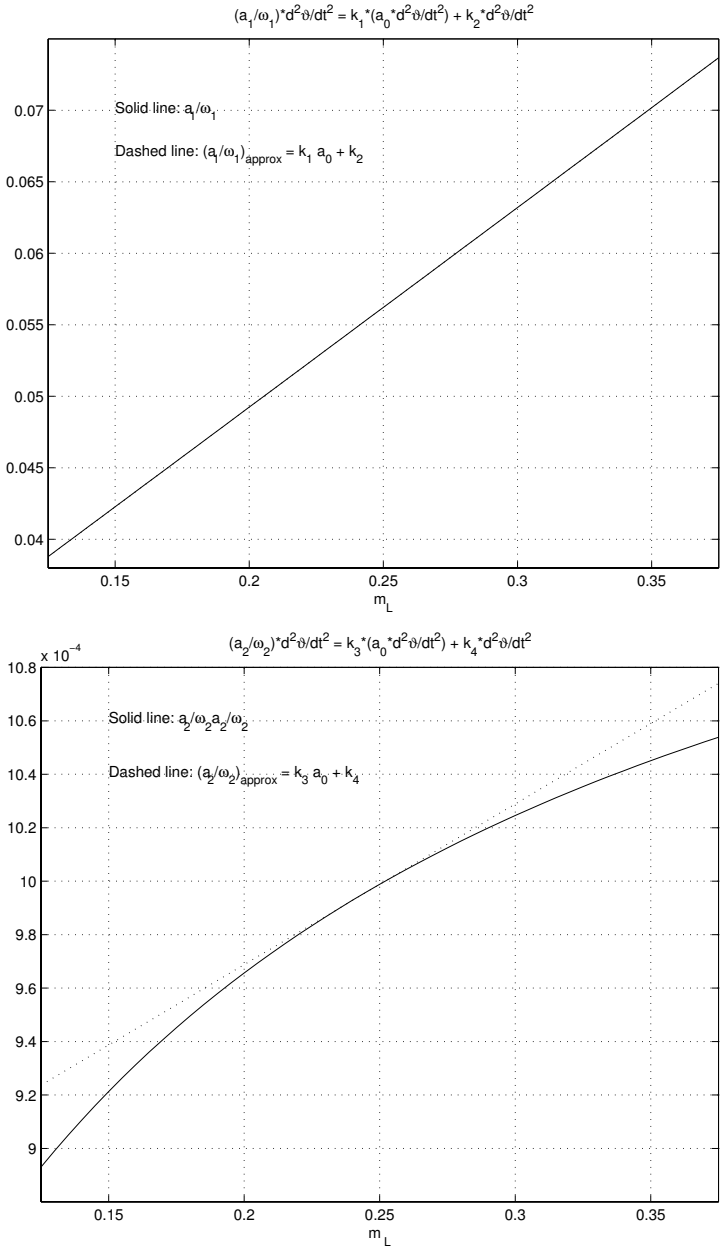 (a₁/ω₁)*d²ϑ/dt² = k₁*(a₀*d²ϑ/dt²) + k₂*d²ϑ/dt²
0.07
Solid line: a₁/ω₁
Dashed line: (a₁/ω₁)approx = k₁ a₀ + k₂
0.065
0.06
0.055
0.05
0.045
0.04
0.15 0.2 0.25 0.3 0.35
m_L
(a₂/ω₂)*d²ϑ/dt² = k₃*(a₀*d²ϑ/dt²) + k₄*d²ϑ/dt²
x 10⁻⁴
10.8
10.6
Solid line: a₂/ω₂a₂/ω₂
10.4
Dashed line: (a₂/ω₂)approx = k₃ a₀ + k₄
10.2
10
9.8
9.6
9.4
9.2
9
0.15 0.2 0.25 0.3 0.35
m_L